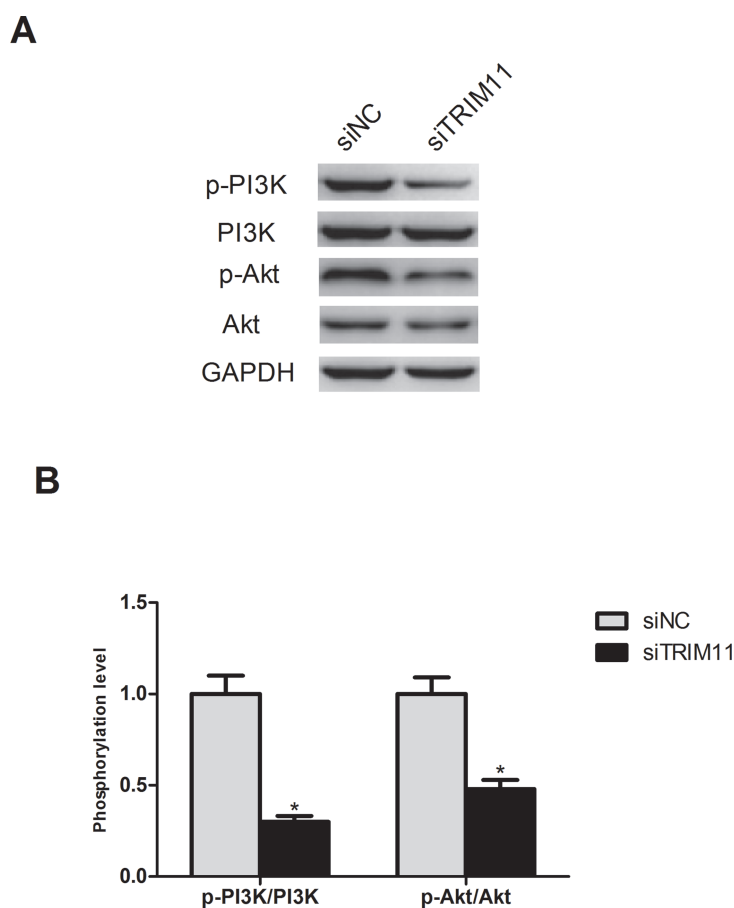 A
siNC siTRIM11
p-PI3K
PI3K
p-Akt
Akt
GAPDH
B
Phosphorylation level
1.5
1.0
0.5
0.0
* *
p-PI3K/PI3K p-Akt/Akt
siNC
siTRIM11